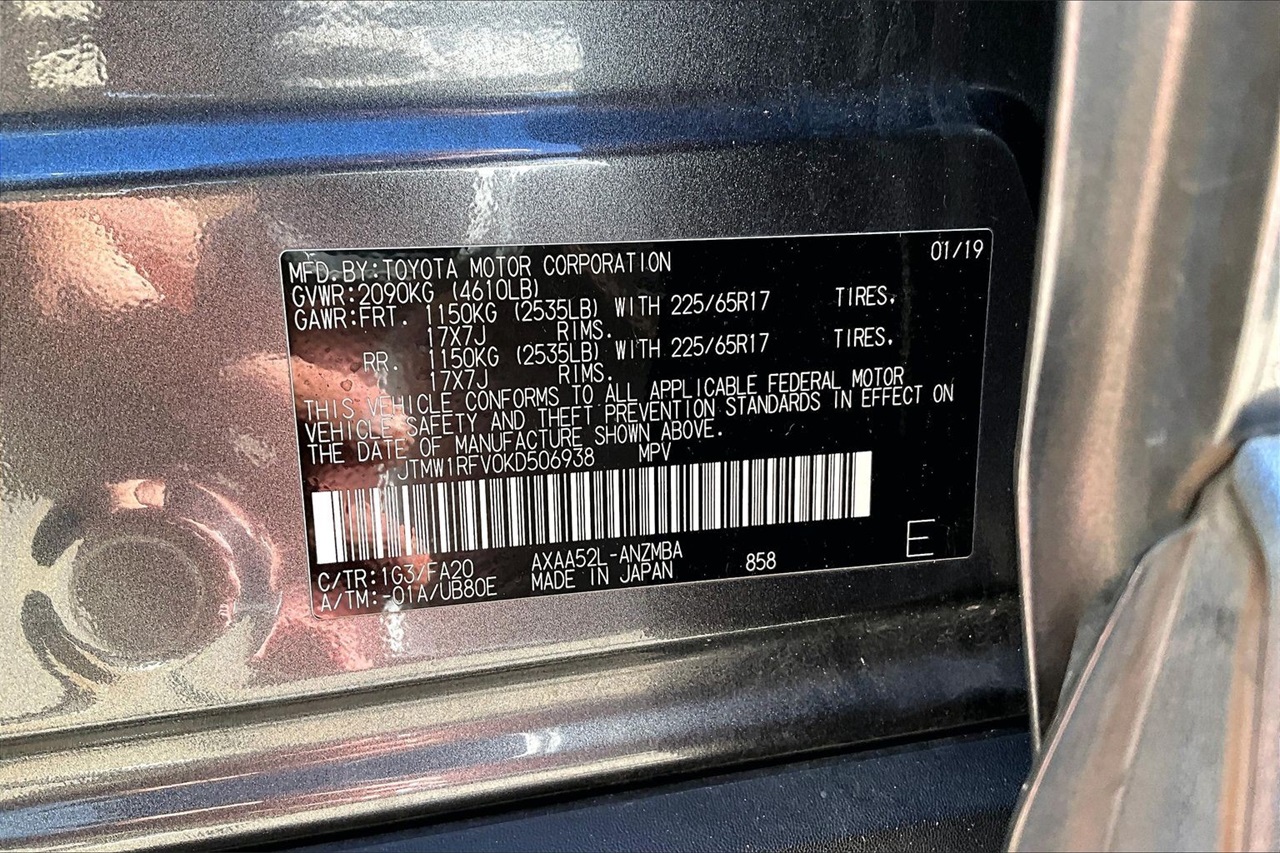 01/19
MFD.BY:TOYOTA MOTOR CORPORATION
GVWR:2090KG (4610LB)
GAWR:FRT. 1150KG (2535LB) WITH 225/65R17 TIRES,
17X7J RIMS.
RR. 1150KG (2535LB) WITH 225/65R17 TIRES,
17X7J RIMS.
THIS VEHICLE CONFORMS TO ALL APPLICABLE FEDERAL MOTOR
VEHICLE SAFETY AND THEFT PREVENTION STANDARDS IN EFFECT ON
THE DATE OF MANUFACTURE SHOWN ABOVE.
JTMW1RFV0KD506938 MPV
C/TR:1G3/FA20 AXAA52L-ANZMBA 858 E
A/TM:-01A/UB80E MADE IN JAPAN